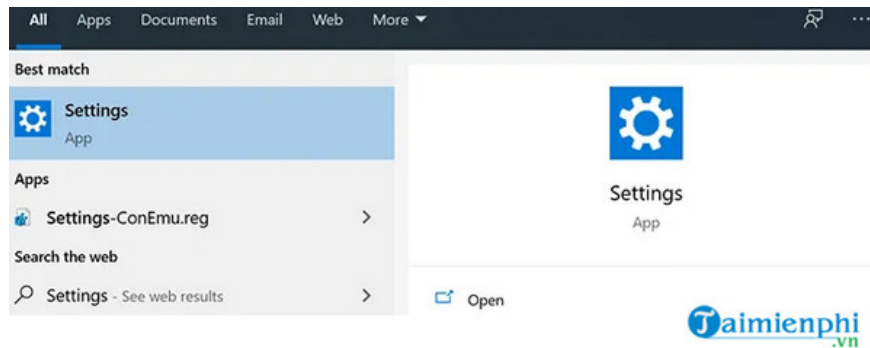 All Apps Documents Email Web More
Best match
Settings
App
Apps
Settings-ConEmu.reg
Search the web
Settings - See web results
Settings
App
Open
Taimienphi
.vn